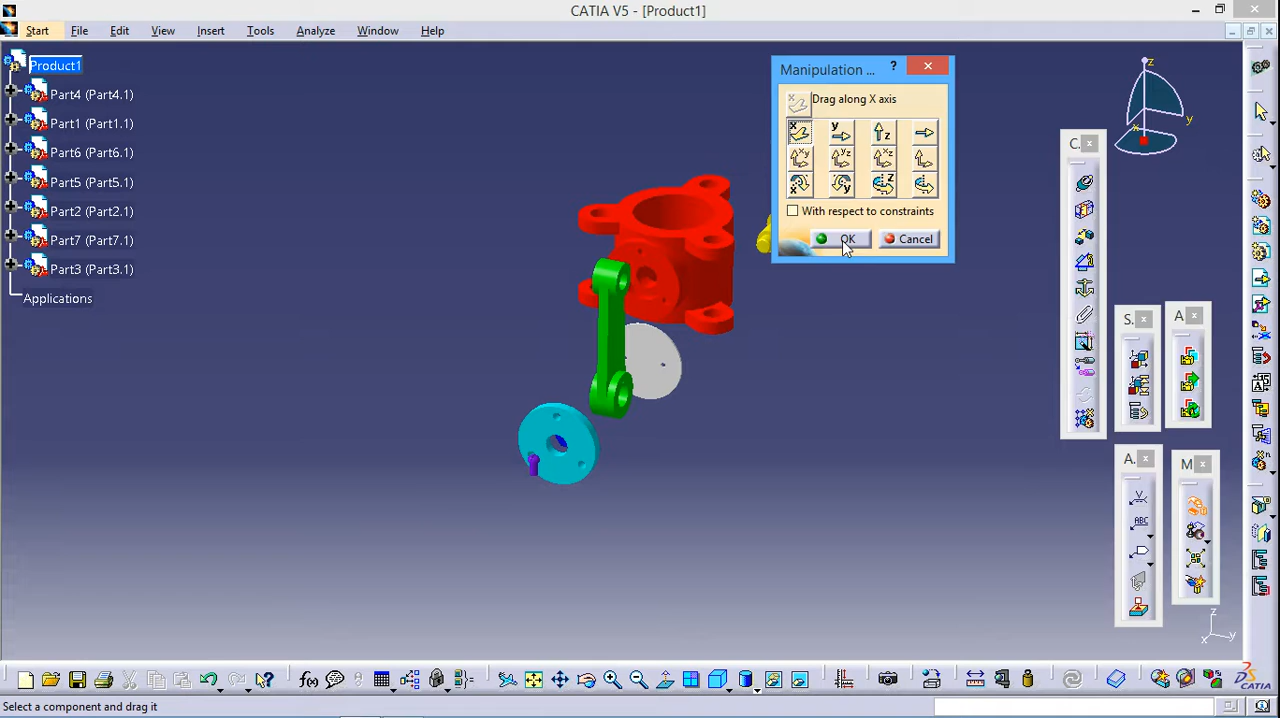 CATIA V5 - [Product1]
Start File Edit View Insert Tools Analyze Window Help
Product1
Part4 (Part4.1)
Part1 (Part1.1)
Part6 (Part6.1)
Part5 (Part5.1)
Part2 (Part2.1)
Part7 (Part7.1)
Part3 (Part3.1)
Applications
Manipulation ... ?
Drag along X axis
With respect to constraints
OK Cancel
z
y
x
C.
S.
A
A.
M
ABC
z
x y
f(x)
CATIA
Select a component and drag it